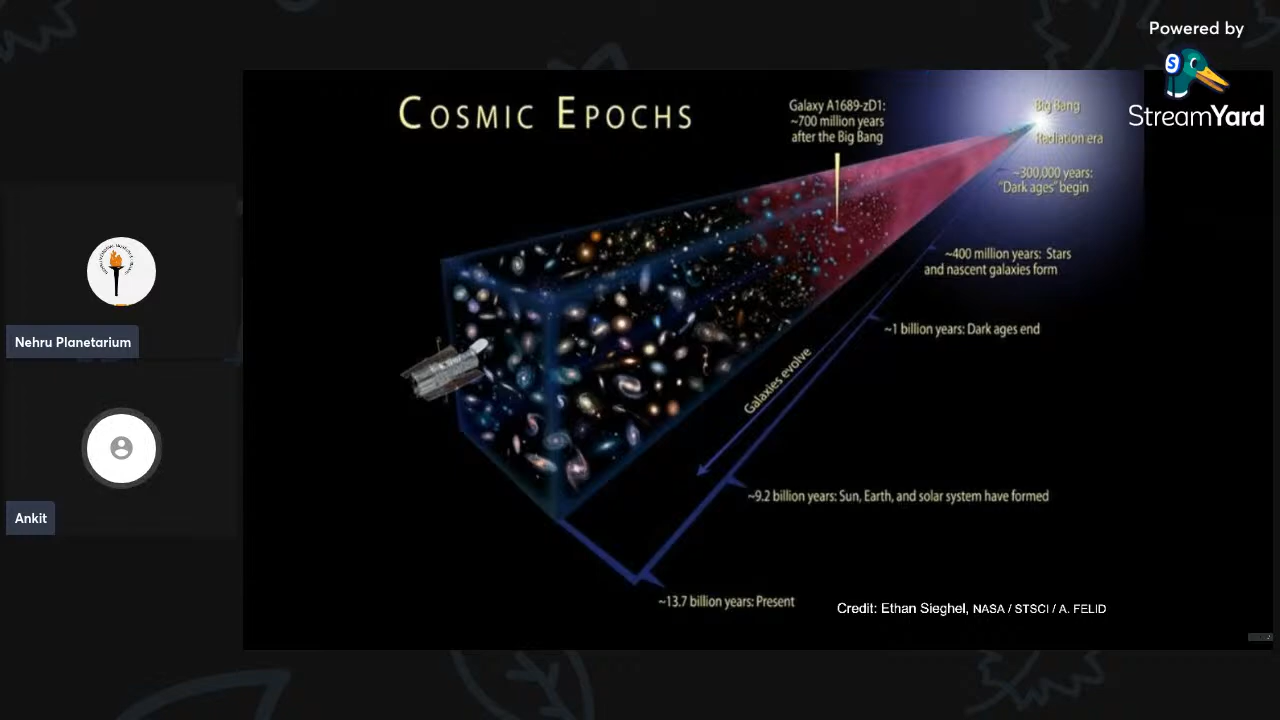 Powered by
StreamYard
COSMIC EPOCHS
Galaxy A1689-zD1:
~700 million years
after the Big Bang
Big Bang
Radiation era
~300,000 years:
"Dark ages" begin
~400 million years: Stars
and nascent galaxies form
~1 billion years: Dark ages end
Galaxies evolve
~9.2 billion years: Sun, Earth, and solar system have formed
~13.7 billion years: Present
Credit: Ethan Sieghel, NASA / STSCI / A. FELID
Nehru Planetarium
Ankit